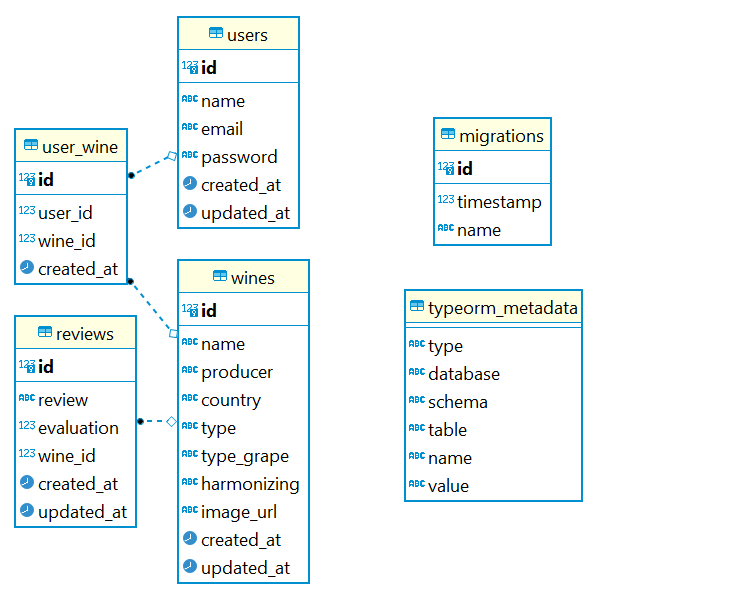 users
id
name
email
password
created_at
updated_at
user_wine
id
user_id
wine_id
created_at
wines
id
name
producer
country
type
type_grape
harmonizing
image_url
created_at
updated_at
reviews
id
review
evaluation
wine_id
created_at
updated_at
migrations
id
timestamp
name
typeorm_metadata
type
database
schema
table
name
value